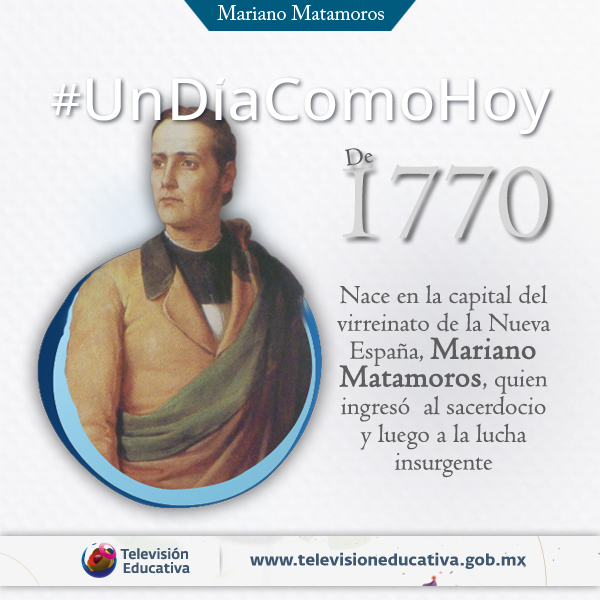 Mariano Matamoros
#UnDiaComoHoy
De
1770
Nace en la capital del
virreinato de la Nueva
España, Mariano
Matamoros, quien
ingresó al sacerdocio
y luego a la lucha
insurgente
Televisión
Educativa
www.televisioneducativa.gob.mx